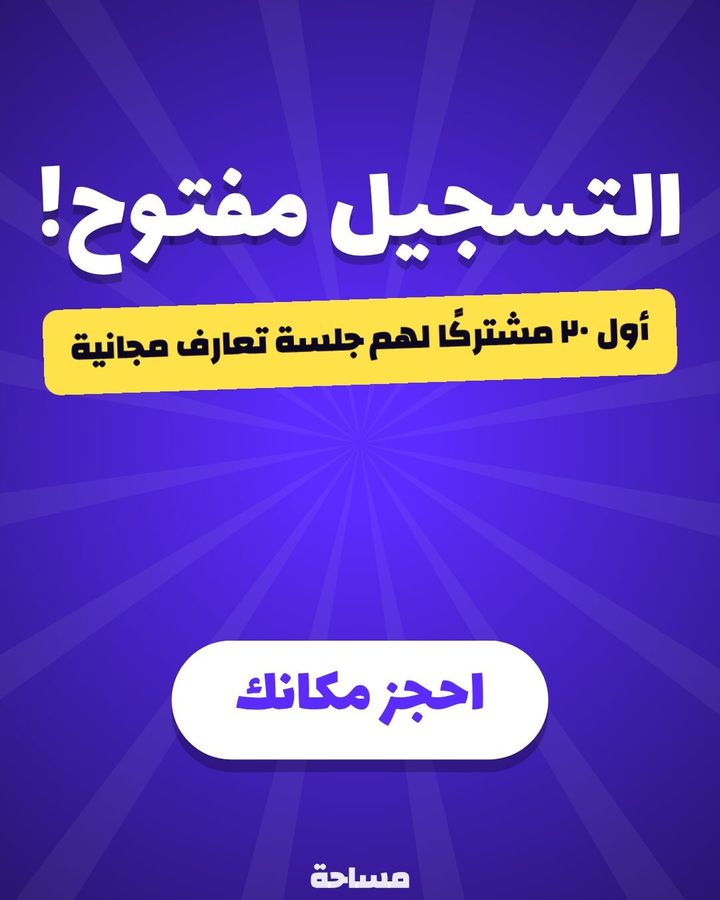 التسجيل مفتوح!
أول ٢٠ مشتركًا لهم جلسة تعارف مجانية
احجز مكانك
مساحة